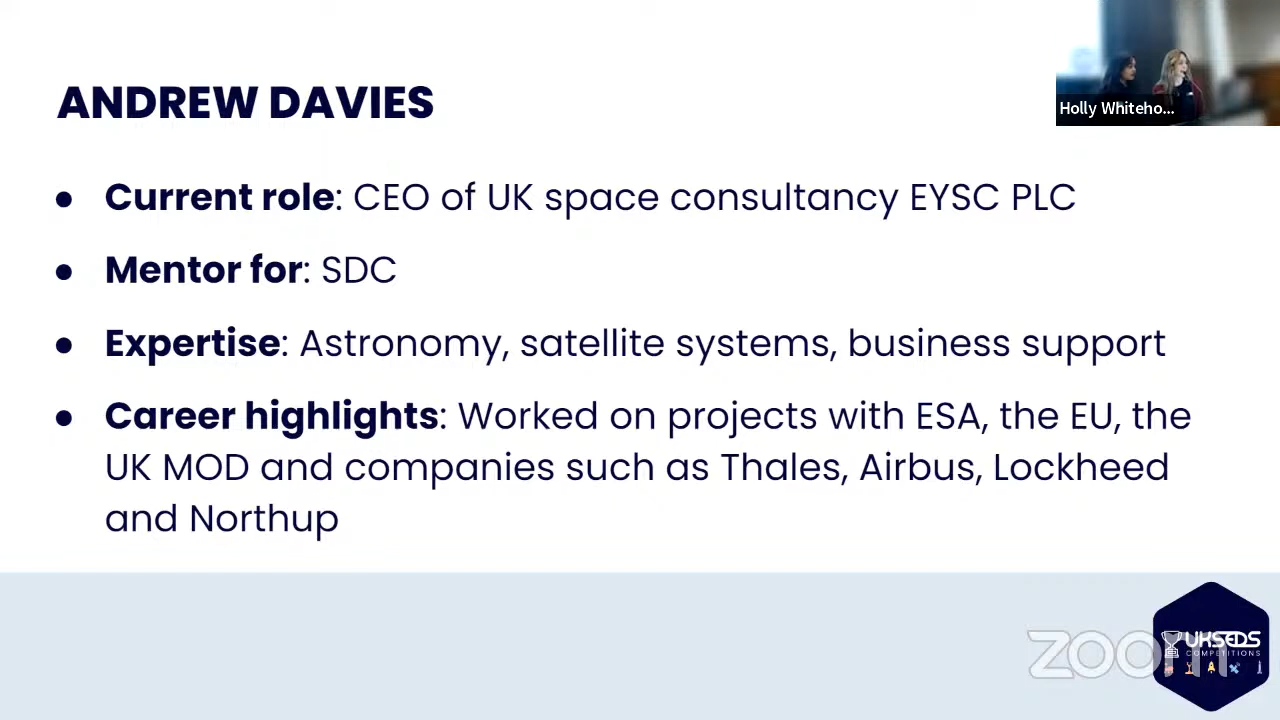 ANDREW DAVIES
Holly Whiteho...
● Current role: CEO of UK space consultancy EYSC PLC
● Mentor for: SDC
● Expertise: Astronomy, satellite systems, business support
● Career highlights: Worked on projects with ESA, the EU, the
UK MOD and companies such as Thales, Airbus, Lockheed
and Northup
zoom
UKSEDS
COMPETITIONS